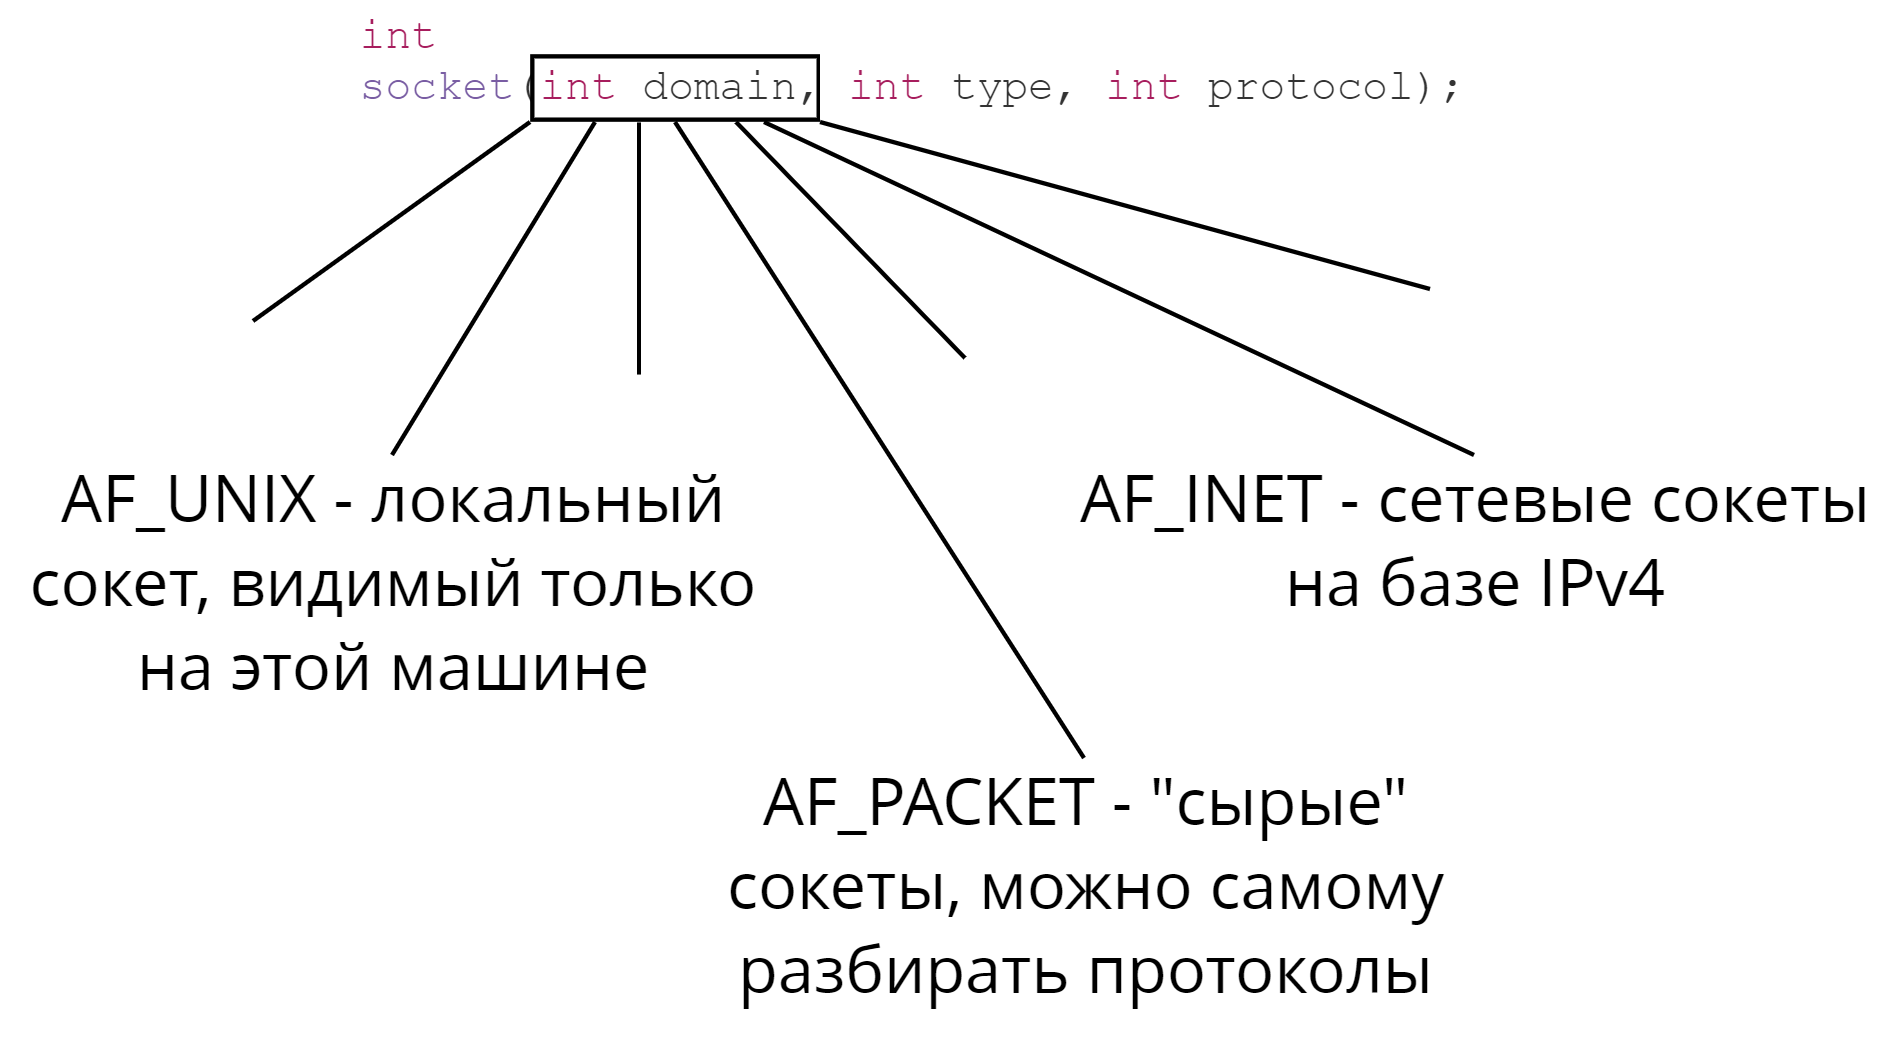 int
socket(int domain, int type, int protocol);
AF_UNIX - локальный
сокет, видимый только
на этой машине
AF_INET - сетевые сокеты
на базе IPv4
AF_PACKET - "сырые"
сокеты, можно самому
разбирать протоколы